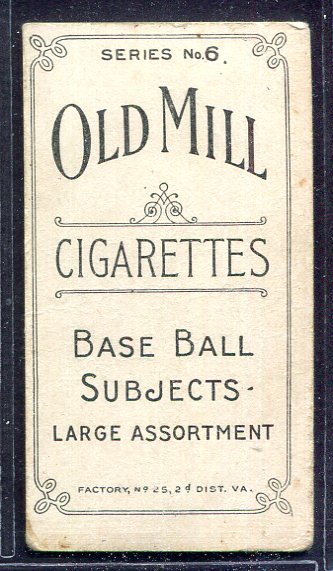 SERIES No. 6.
OLD MILL
CIGARETTES
BASE BALL
SUBJECTS.
LARGE ASSORTMENT
FACTORY, No 25, 2d DIST. VA.